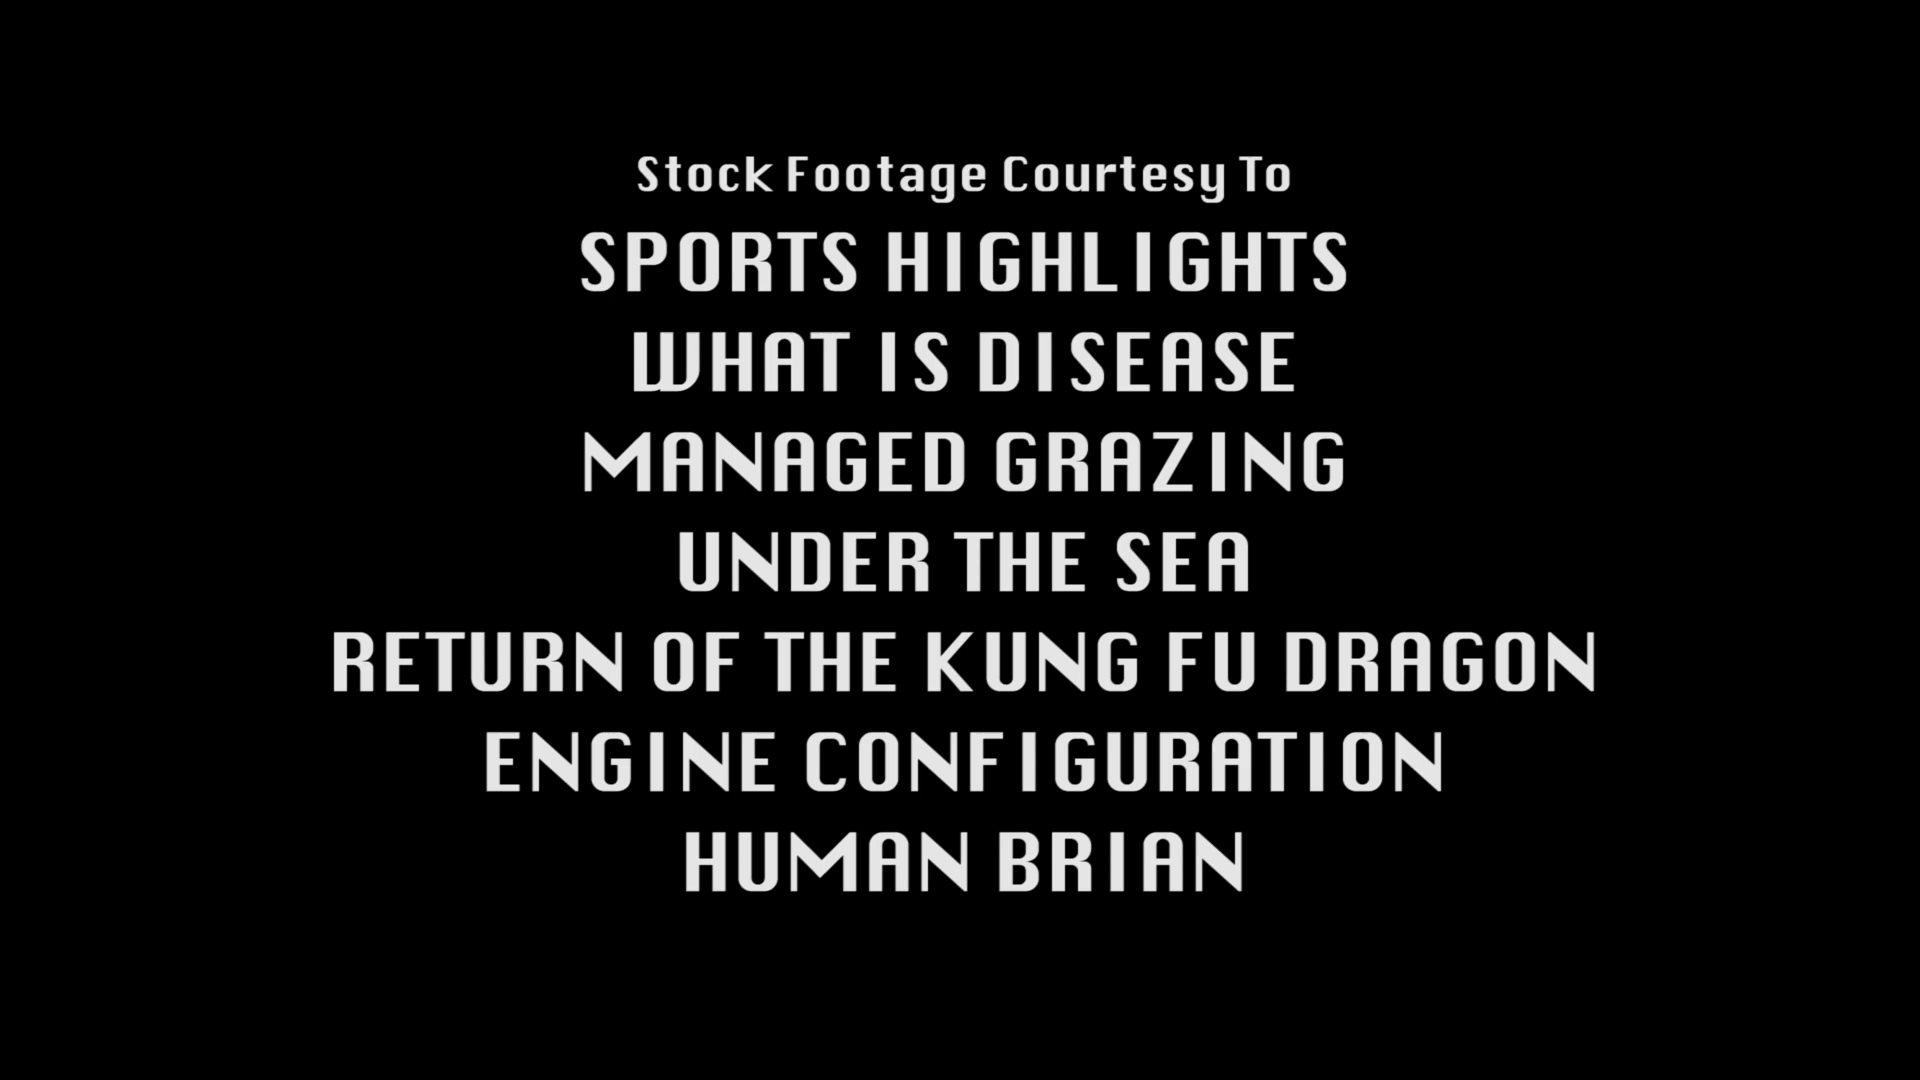 Stock Footage Courtesy To
SPORTS HIGHLIGHTS
WHAT IS DISEASE
MANAGED GRAZING
UNDER THE SEA
RETURN OF THE KUNG FU DRAGON
ENGINE CONFIGURATION
HUMAN BRIAN